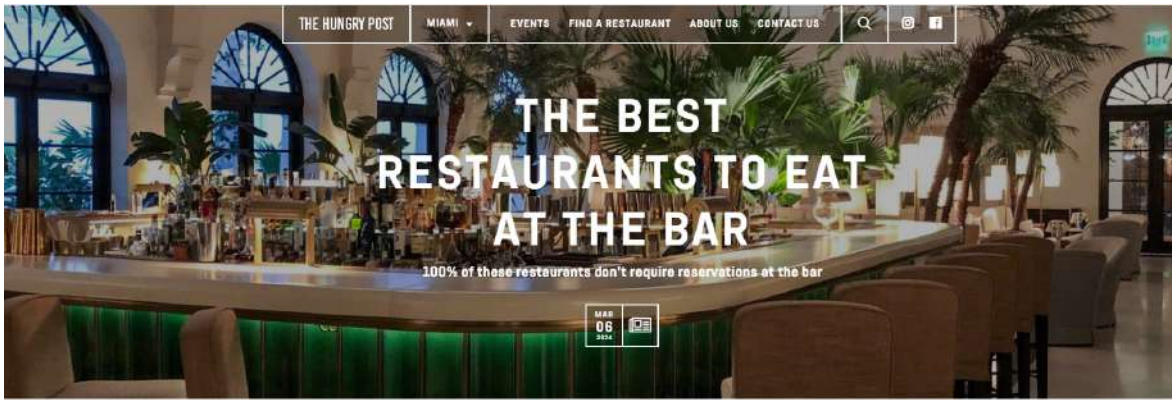 THE HUNGRY POST
MIAMI
EVENTS FIND A RESTAURANT ABOUT US CONTACT US
THE BEST
RESTAURANTS TO EAT
AT THE BAR
100% of these restaurants don't require reservations at the bar
MAR
06
2024